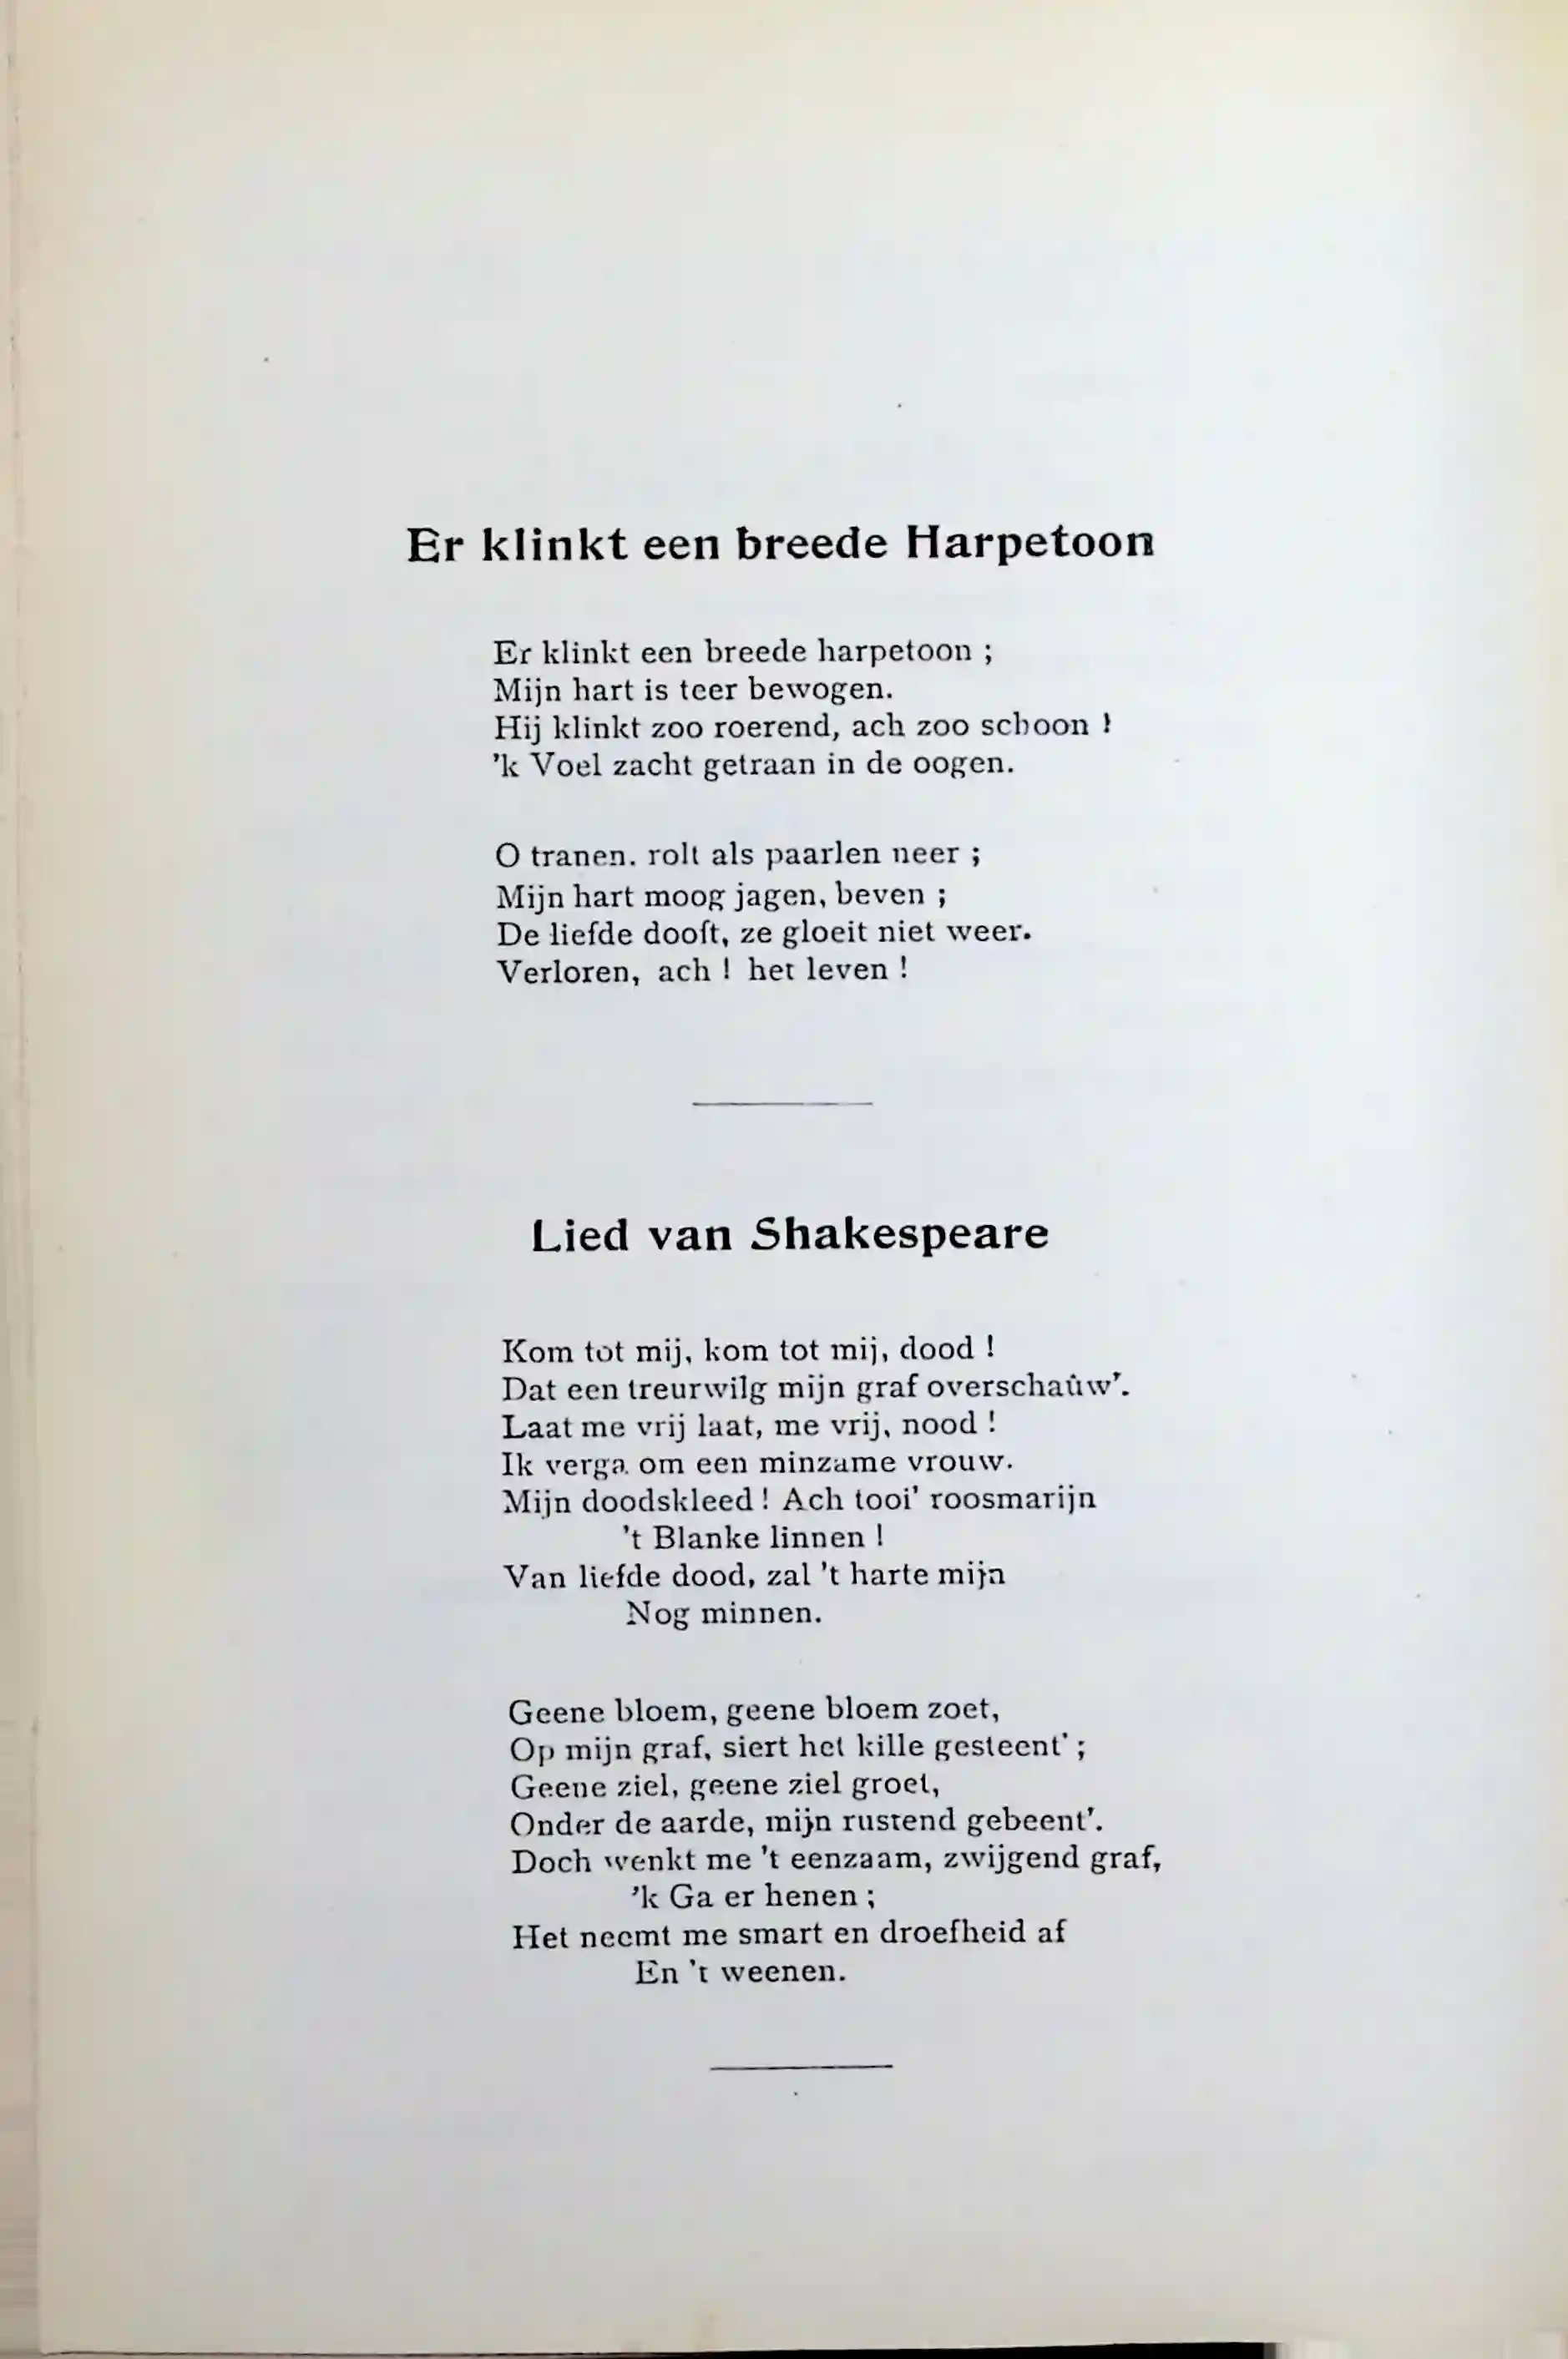 Er klinkt een breede Harpetoon
Er klinkt een breede harpetoon ;
Mijn hart is teer bewogen.
Hij klinkt zoo roerend, ach zoo schoon !
’k Voel zacht getraan in de oogen.
O tranen. rolt als paarlen neer ;
Mijn hart moog jagen, beven ;
De liefde dooft, ze gloeit niet weer.
Verloren, ach ! het leven !
Lied van Shakespeare
Kom tot mij, kom tot mij, dood !
Dat een treurwilg mijn graf overschaûw’.
Laat me vrij laat, me vrij, nood !
Ik verga om een minzame vrouw.
Mijn doodskleed ! Ach tooi’ roosmarijn
’t Blanke linnen !
Van liefde dood, zal ’t harte mijn
Nog minnen.
Geene bloem, geene bloem zoet,
Op mijn graf, siert het kille gesteent’ ;
Geene ziel, geene ziel groet,
Onder de aarde, mijn rustend gebeent’.
Doch wenkt me ’t eenzaam, zwijgend graf,
’k Ga er henen ;
Het neemt me smart en droefheid af
En ’t weenen.